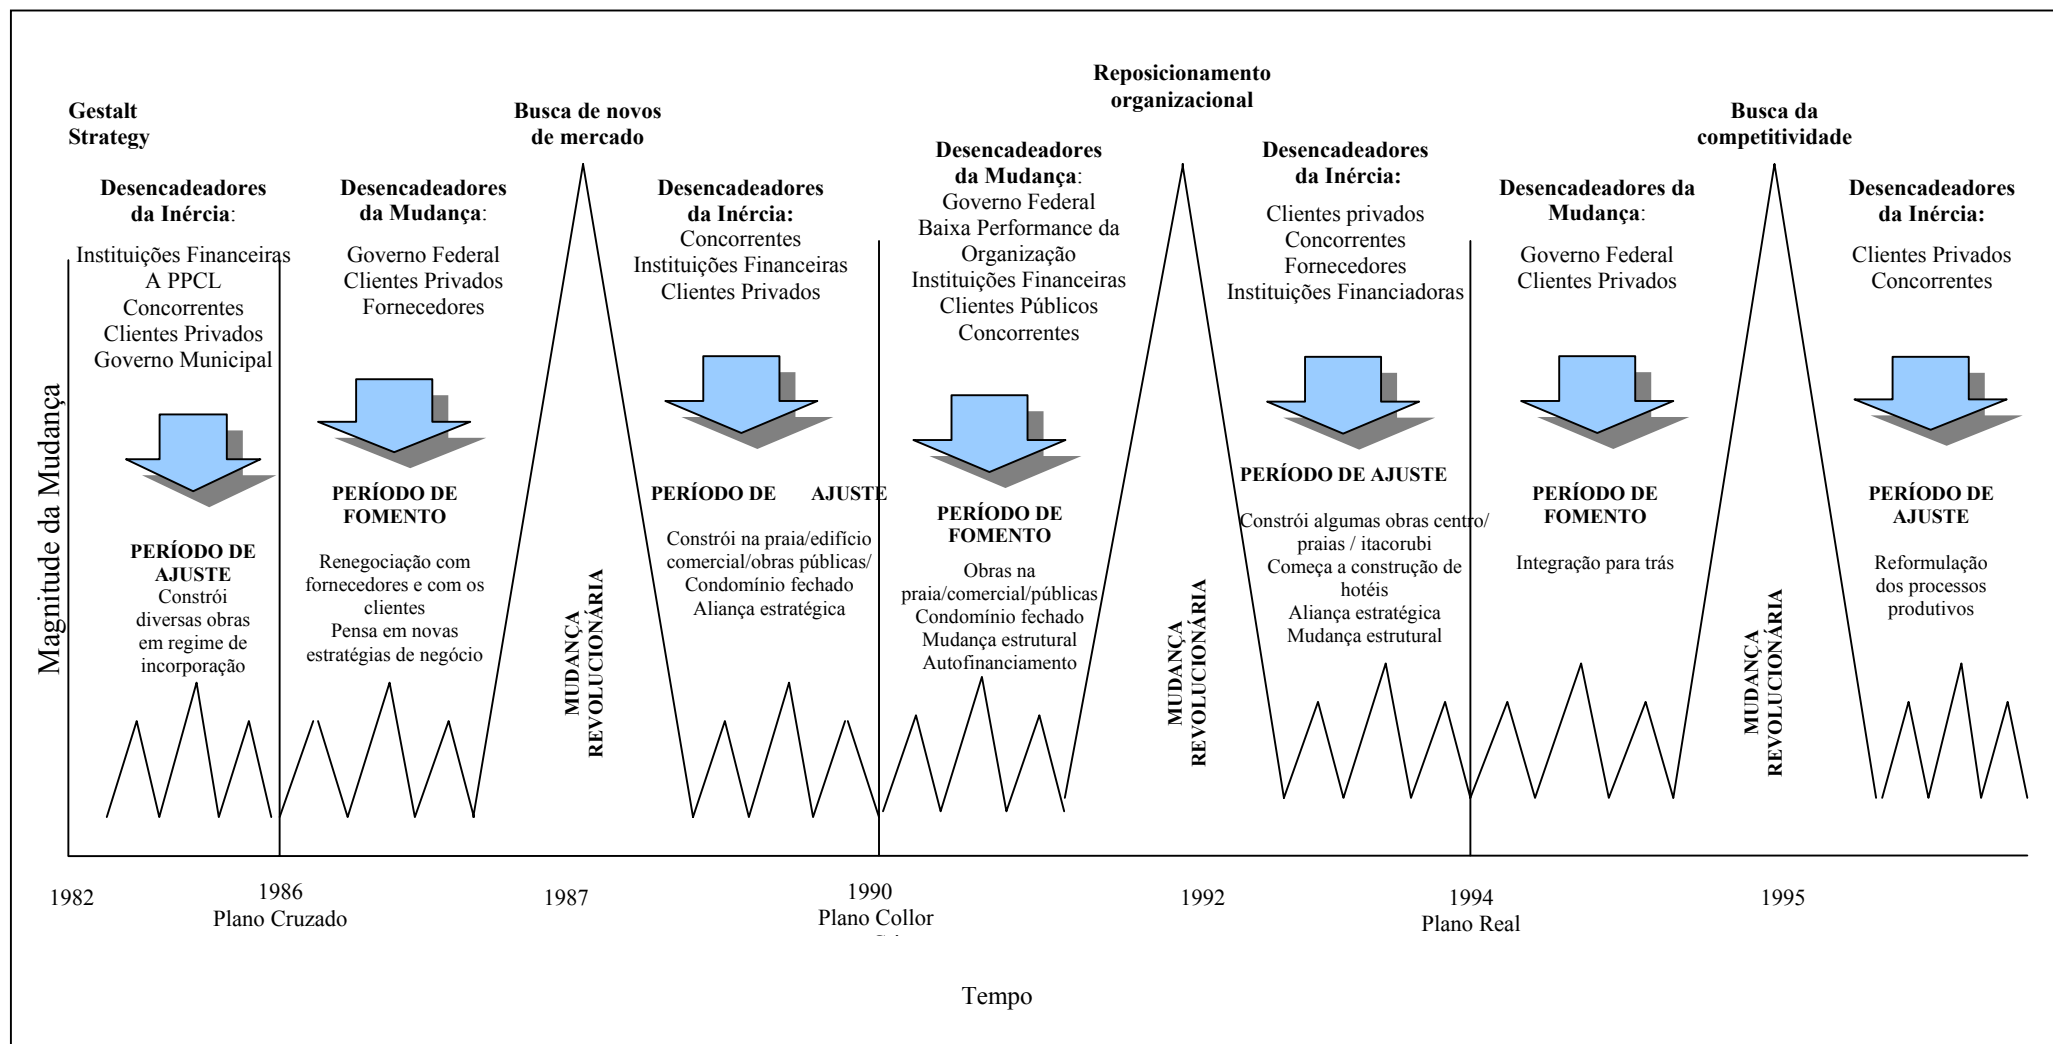 Gestalt
Strategy
Busca de novos
de mercado
Reposicionamento
organizacional
Busca da
competitividade
Desencadeadores
da Inércia:
Instituições Financeiras
A PPCL
Concorrentes
Clientes Privados
Governo Municipal
PERÍODO DE
AJUSTE
Constrói
diversas obras
em regime de
incorporação
Desencadeadores
da Mudança:
Governo Federal
Clientes Privados
Fornecedores
PERÍODO DE
FOMENTO
Renegociação com
fornecedores e com os
clientes
Pensa em novas
estratégias de negócio
MUDANÇA
REVOLUCIONÁRIA
Desencadeadores
da Inércia:
Concorrentes
Instituições Financeiras
Clientes Privados
PERÍODO DE AJUSTE
Constrói na praia/edifício
comercial/obras públicas/
Condomínio fechado
Aliança estratégica
Desencadeadores
da Mudança:
Governo Federal
Baixa Performance da
Organização
Instituições Financeiras
Clientes Públicos
Concorrentes
PERÍODO DE
FOMENTO
Obras na
praia/comercial/públicas
Condomínio fechado
Mudança estrutural
Autofinanciamento
MUDANÇA
REVOLUCIONÁRIA
Desencadeadores
da Inércia:
Clientes privados
Concorrentes
Fornecedores
Instituições Financiadoras
PERÍODO DE AJUSTE
Constrói algumas obras centro/
praias / itacorubi
Começa a construção de
hotéis
Aliança estratégica
Mudança estrutural
Desencadeadores da
Mudança:
Governo Federal
Clientes Privados
PERÍODO DE
FOMENTO
Integração para trás
MUDANÇA
REVOLUCIONÁRIA
Desencadeadores
da Inércia:
Clientes Privados
Concorrentes
PERÍODO DE
AJUSTE
Reformulação
dos processos
produtivos
Magnitude da Mudança
1982
1986
Plano Cruzado
1987
1990
Plano Collor
1992
1994
Plano Real
1995
Tempo